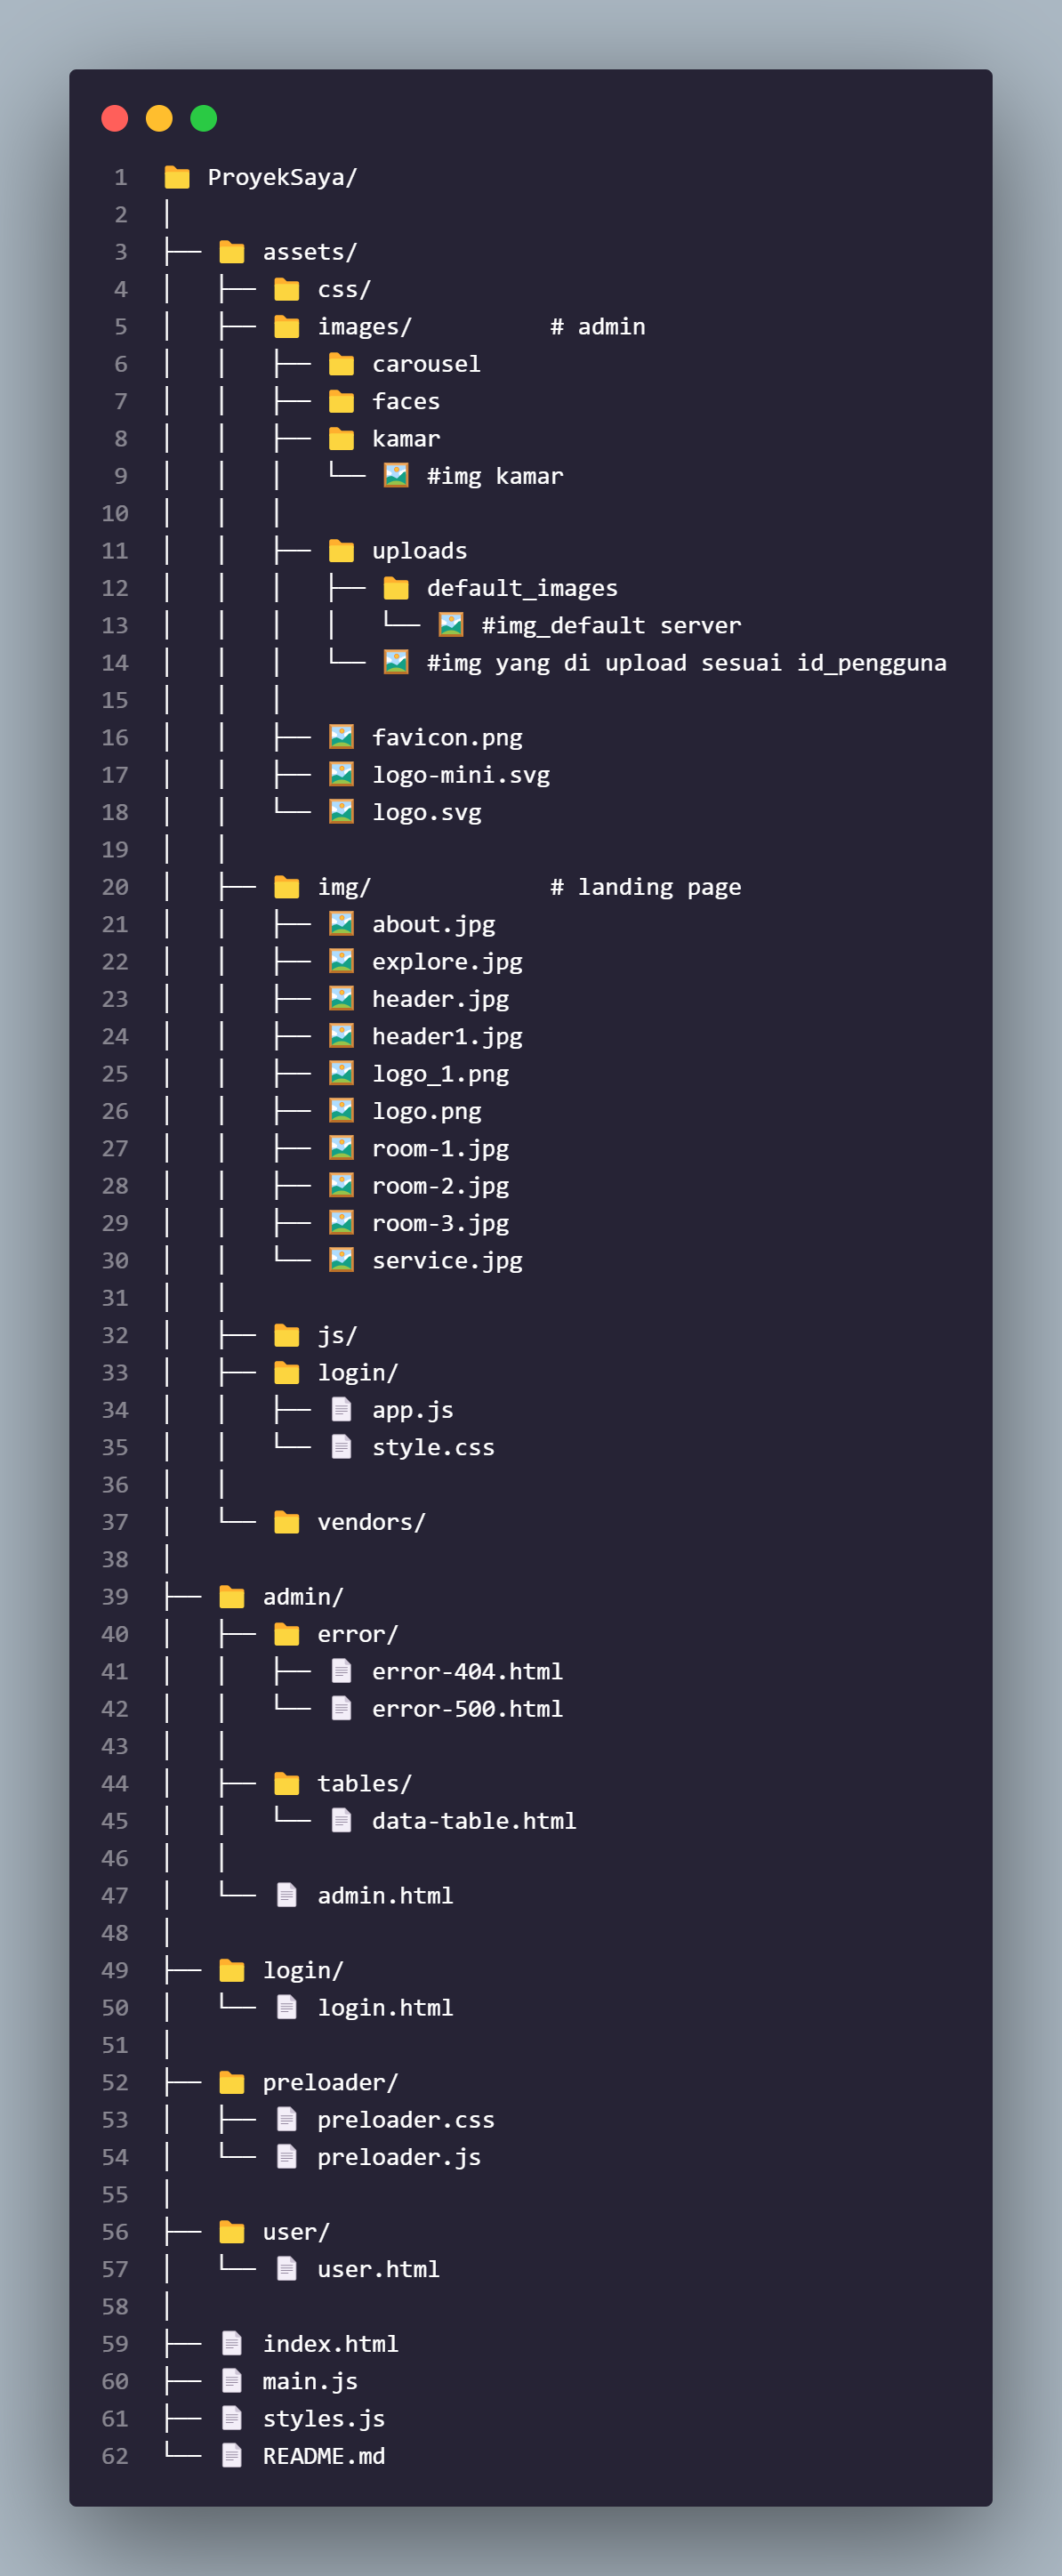 1 ProyekSaya/
2 │
3 ├── assets/
4 │   ├── css/
5 │   ├── images/          # admin
6 │   │   ├── carousel
7 │   │   ├── faces
8 │   │   ├── kamar
9 │   │   │   └── #img kamar
10 │   │   │
11 │   │   ├── uploads
12 │   │   │   ├── default_images
13 │   │   │   │   └── #img_default server
14 │   │   │   └── #img yang di upload sesuai id_pengguna
15 │   │   │
16 │   │   ├── favicon.png
17 │   │   ├── logo-mini.svg
18 │   │   └── logo.svg
19 │   │
20 │   ├── img/             # landing page
21 │   │   ├── about.jpg
22 │   │   ├── explore.jpg
23 │   │   ├── header.jpg
24 │   │   ├── header1.jpg
25 │   │   ├── logo_1.png
26 │   │   ├── logo.png
27 │   │   ├── room-1.jpg
28 │   │   ├── room-2.jpg
29 │   │   ├── room-3.jpg
30 │   │   └── service.jpg
31 │   │
32 │   ├── js/
33 │   ├── login/
34 │   │   ├── app.js
35 │   │   └── style.css
36 │   │
37 │   └── vendors/
38 │
39 ├── admin/
40 │   ├── error/
41 │   │   ├── error-404.html
42 │   │   └── error-500.html
43 │   │
44 │   ├── tables/
45 │   │   └── data-table.html
46 │   │
47 │   └── admin.html
48 │
49 ├── login/
50 │   └── login.html
51 │
52 ├── preloader/
53 │   ├── preloader.css
54 │   └── preloader.js
55 │
56 ├── user/
57 │   └── user.html
58 │
59 ├── index.html
60 ├── main.js
61 ├── styles.js
62 └── README.md